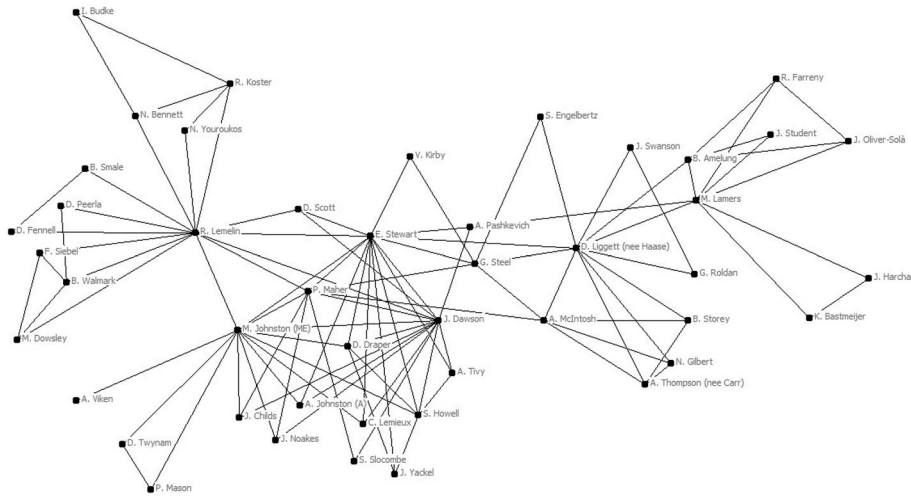 I. Budke
R. Koster
R. Farreny
N. Bennett
S. Engelbertz
N. Youroukos
J. Student
J. Oliver-Solà
J. Swanson
V. Kirby
B. Amelung
B. Smale
M. Lamers
D. Peerla
D. Scott
A. Pashkevich
D. Fennell
R. Lemelin
E. Stewart
D. Liggett (nee Haase)
F. Siebel
G. Steel
G. Roldan
J. Harcha
B. Walmark
P. Maher
K. Bastmeijer
J. Dawson
A. McIntosh
B. Storey
M. Johnston (ME)
M. Dowsley
D. Draper
N. Gilbert
A. Tivy
A. Thompson (nee Carr)
A. Viken
A. Johnston (A)
J. Childs
S. Howell
C. Lemieux
J. Noakes
D. Twynam
S. Slocombe
J. Yackel
P. Mason